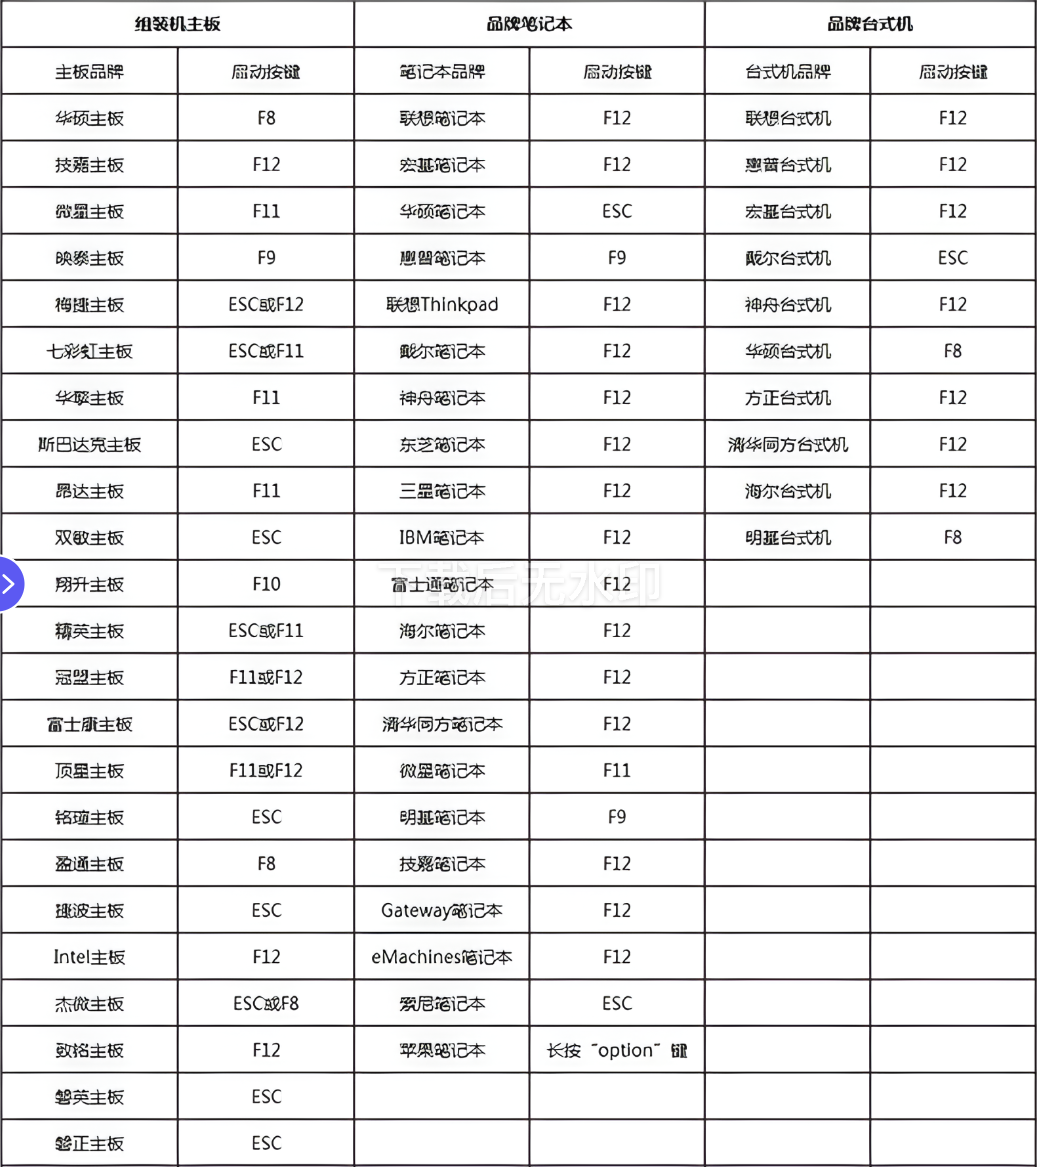 组装机主板 品牌笔记本 品牌台式机
主板品牌 启动按键 笔记本品牌 启动按键 台式机品牌 启动按键
华硕主板 F8 联想笔记本 F12 联想台式机 F12
技嘉主板 F12 宏基笔记本 F12 惠普台式机 F12
微星主板 F11 华硕笔记本 ESC 宏基台式机 F12
映泰主板 F9 惠普笔记本 F9 戴尔台式机 ESC
梅捷主板 ESC或F12 联想Thinkpad F12 神舟台式机 F12
七彩虹主板 ESC或F11 戴尔笔记本 F12 华硕台式机 F8
华擎主板 F11 神舟笔记本 F12 方正台式机 F12
斯巴达克主板 ESC 东芝笔记本 F12 清华同方台式机 F12
昂达主板 F11 三星笔记本 F12 海尔台式机 F12
双敏主板 ESC IBM笔记本 F12 明基台式机 F8
翔升主板 F10 富士通笔记本 F12
下载后无水印
精英主板 ESC或F11 海尔笔记本 F12
冠盟主板 F11或F12 方正笔记本 F12
富士康主板 ESC或F12 清华同方笔记本 F12
顶星主板 F11或F12 微星笔记本 F11
铭瑄主板 ESC 明基笔记本 F9
盈通主板 F8 技嘉笔记本 F12
捷波主板 ESC Gateway笔记本 F12
Intel主板 F12 eMachines笔记本 F12
杰微主板 ESC或F8 索尼笔记本 ESC
致铭主板 F12 苹果笔记本 长按“option”键
磐英主板 ESC
磐正主板 ESC